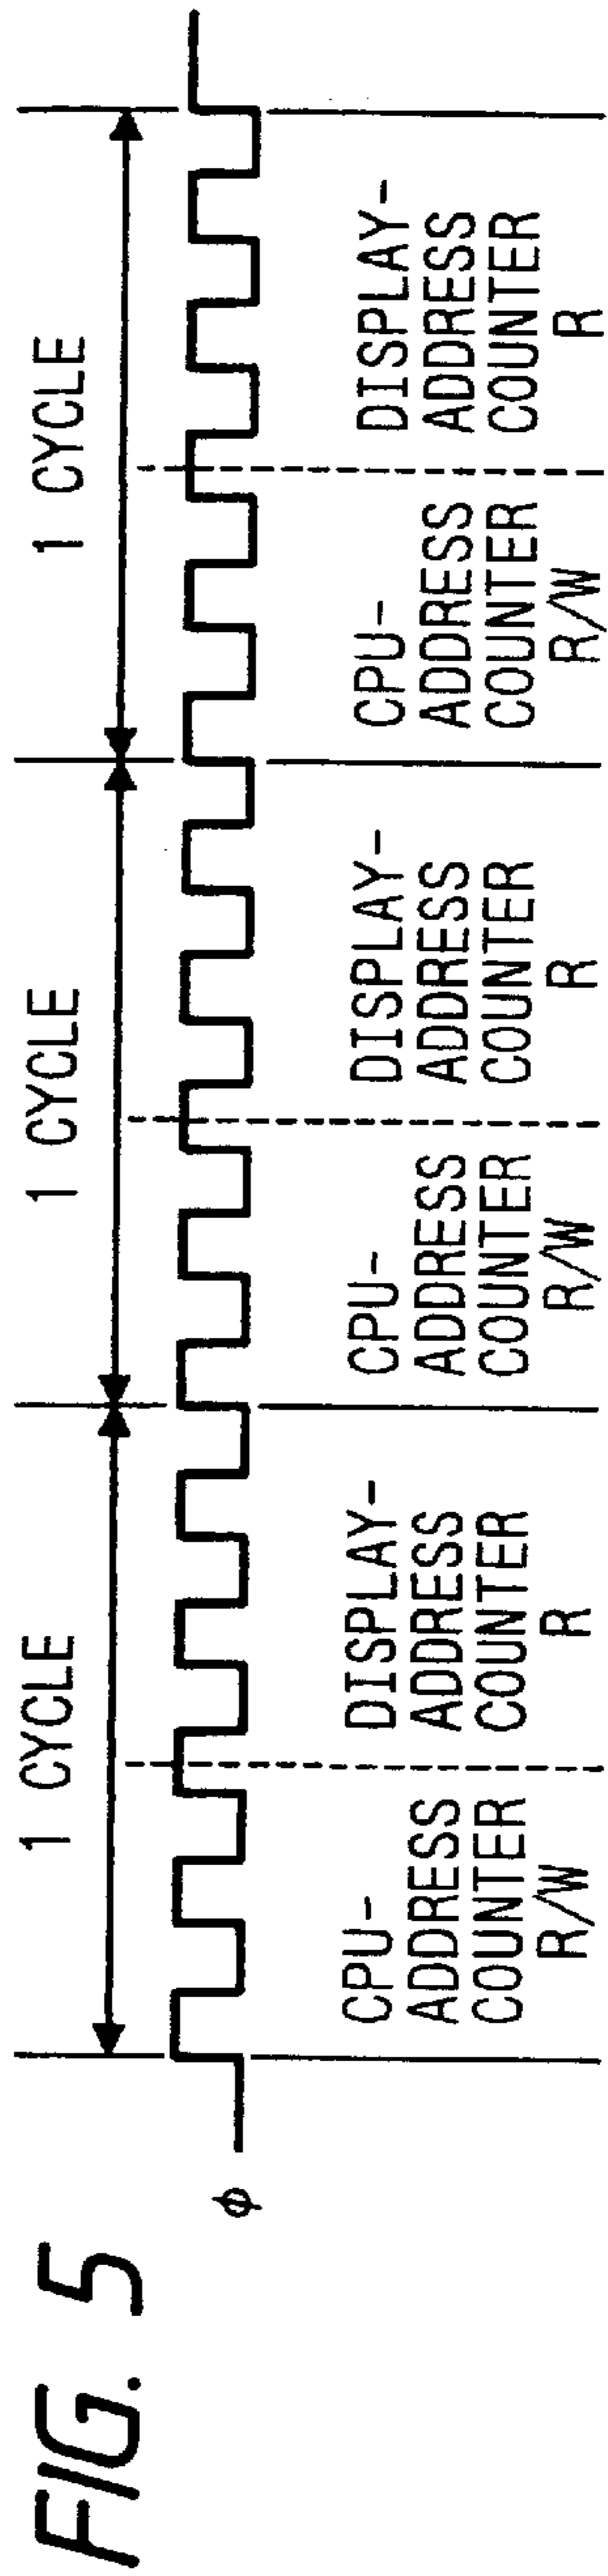 FIG. 5
1 CYCLE
1 CYCLE
1 CYCLE
φ
CPU-
ADDRESS
COUNTER
R/W
DISPLAY-
ADDRESS
COUNTER
R
CPU-
ADDRESS
COUNTER
R/W
DISPLAY-
ADDRESS
COUNTER
R
CPU-
ADDRESS
COUNTER
R/W
DISPLAY-
ADDRESS
COUNTER
R